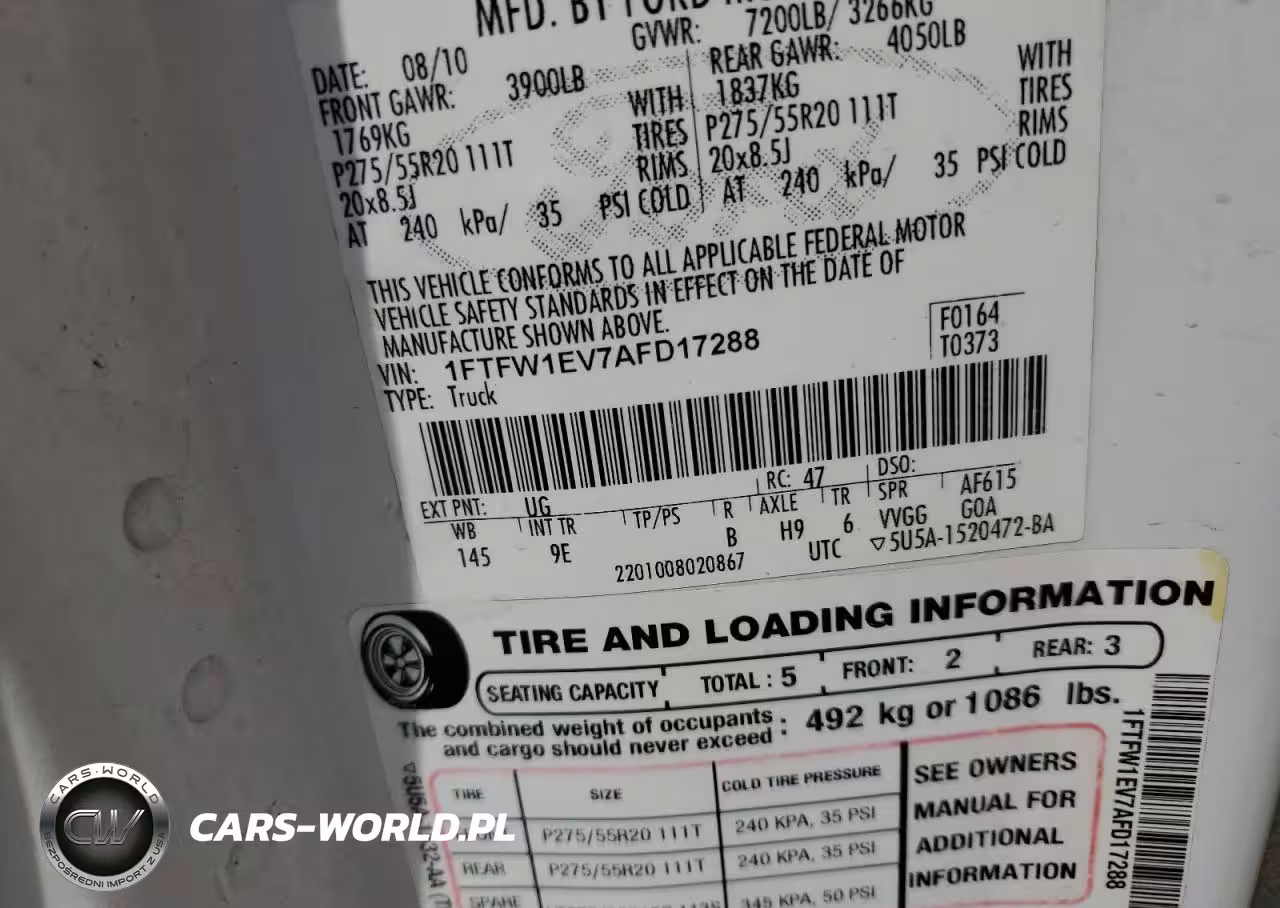 MFD. BY FORD
GVWR: 7200LB/ 3266KG
DATE: 08/10
FRONT GAWR: 3900LB
1769KG WITH
P275/55R20 111T TIRES
20x8.5J RIMS
AT 240 kPa/ 35 PSI COLD
REAR GAWR: 4050LB
1837KG WITH
P275/55R20 111T TIRES
20x8.5J RIMS
AT 240 kPa/ 35 PSI COLD
THIS VEHICLE CONFORMS TO ALL APPLICABLE FEDERAL MOTOR
VEHICLE SAFETY STANDARDS IN EFFECT ON THE DATE OF
MANUFACTURE SHOWN ABOVE.
F0164
T0373
VIN: 1FTFW1EV7AFD17288
TYPE: Truck
EXT PNT: UG RC: 47 DSO:
WB INT TR TP/PS R AXLE TR SPR AF615
145 9E B H9 6 VVGG GOA
2201008020867 UTC ▽5U5A-1520472-BA
TIRE AND LOADING INFORMATION
SEATING CAPACITY TOTAL : 5 FRONT: 2 REAR: 3
The combined weight of occupants
and cargo should never exceed : 492 kg or 1086 lbs.
TIRE SIZE COLD TIRE PRESSURE
P275/55R20 111T 240 KPA, 35 PSI
REAR P275/55R20 111T 240 KPA, 35 PSI
SPARE 345 KPA, 50 PSI
SEE OWNERS
MANUAL FOR
ADDITIONAL
INFORMATION
1FTFW1EV7AFD17288
CARS-WORLD
CW
BEZPOŚREDNI IMPORT Z USA
CARS-WORLD.PL